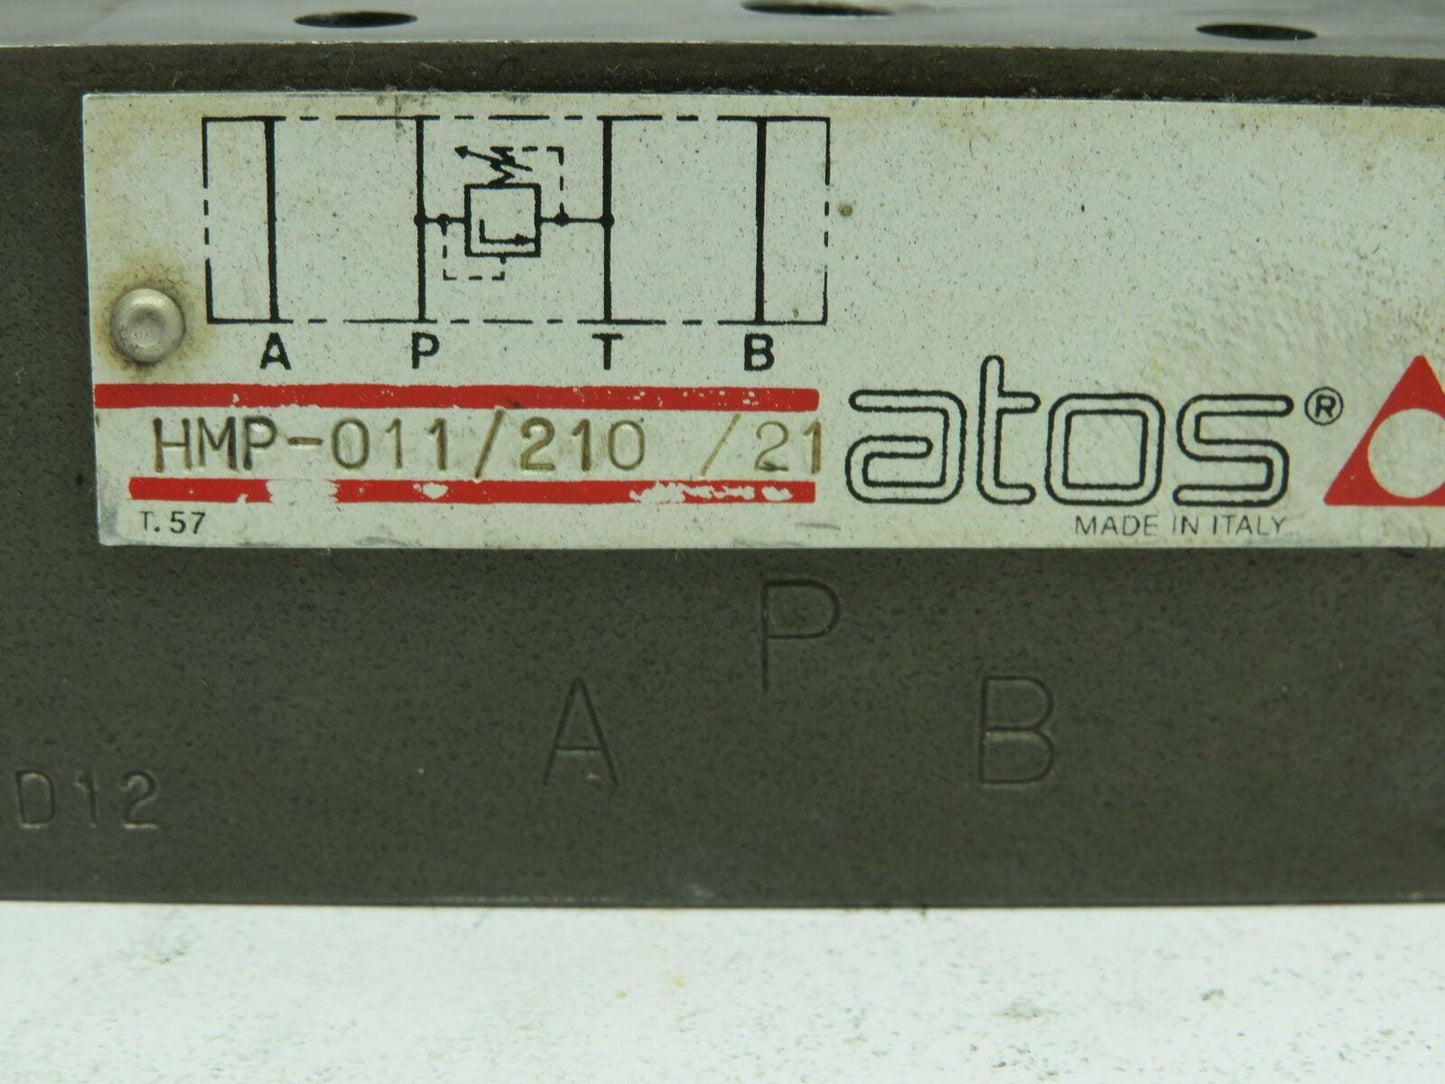 A P T B
HMP-011/210 /21
atos®
T. 57
MADE IN ITALY
P
A B
D12